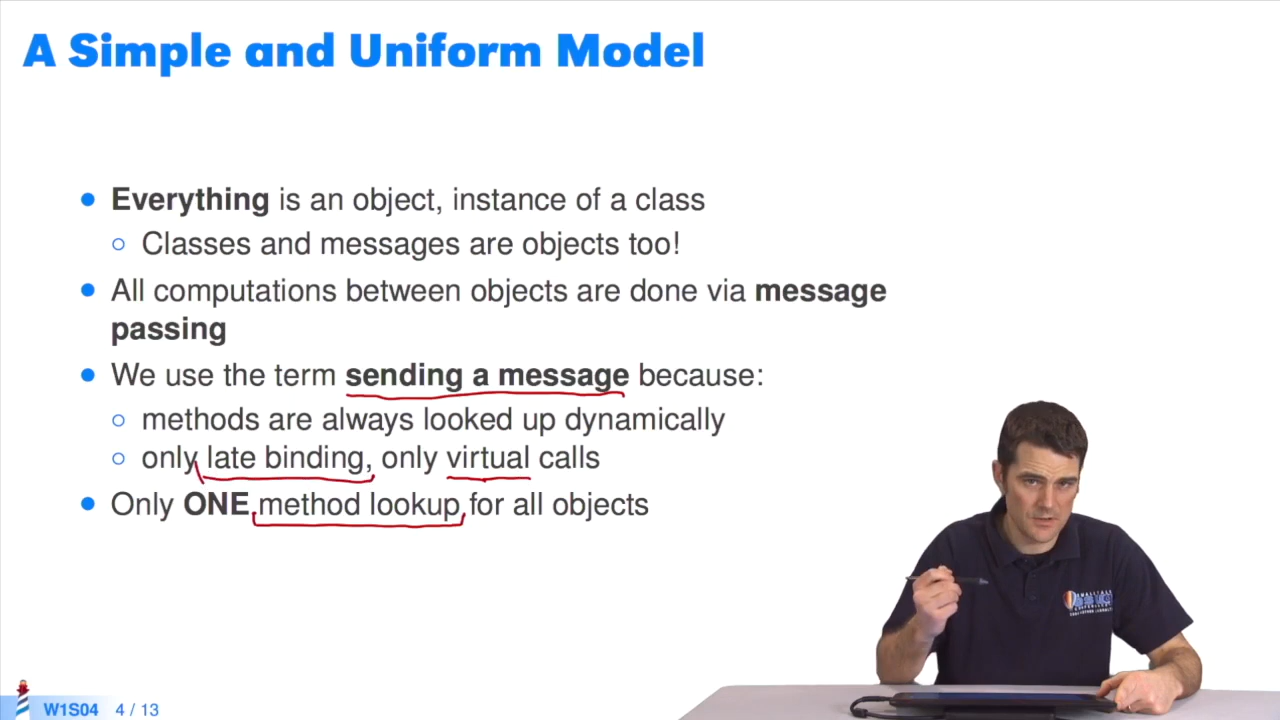 A Simple and Uniform Model
Everything is an object, instance of a class
Classes and messages are objects too!
All computations between objects are done via message
passing
We use the term sending a message because:
methods are always looked up dynamically
only late binding, only virtual calls
Only ONE method lookup for all objects
W1S04 4 / 13